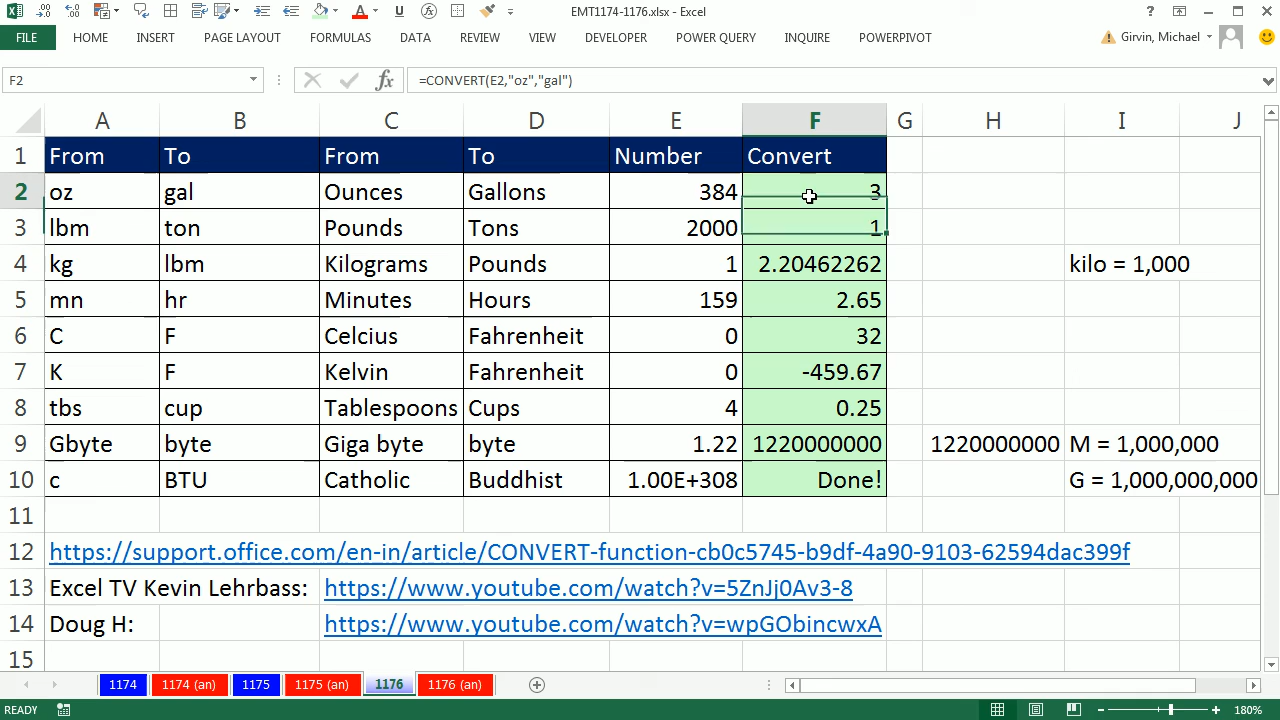 EMT1174-1176.xlsx - Excel
?
FILE HOME INSERT PAGE LAYOUT FORMULAS DATA REVIEW VIEW DEVELOPER POWER QUERY INQUIRE POWERPIVOT Girvin, Michael
F2 fx =CONVERT(E2,"oz","gal")
A B C D E F G H I J
1 From To From To Number Convert
2 oz gal Ounces Gallons 384 3
3 lbm ton Pounds Tons 2000 1
4 kg lbm Kilograms Pounds 1 2.20462262 kilo = 1,000
5 mn hr Minutes Hours 159 2.65
6 C F Celcius Fahrenheit 0 32
7 K F Kelvin Fahrenheit 0 -459.67
8 tbs cup Tablespoons Cups 4 0.25
9 Gbyte byte Giga byte byte 1.22 1220000000 1220000000 M = 1,000,000
10 c BTU Catholic Buddhist 1.00E+308 Done! G = 1,000,000,000
11
12 https://support.office.com/en-in/article/CONVERT-function-cb0c5745-b9df-4a90-9103-62594dac399f
13 Excel TV Kevin Lehrbass: https://www.youtube.com/watch?v=5ZnJj0Av3-8
14 Doug H: https://www.youtube.com/watch?v=wpGObincwxA
15
1174 1174 (an) 1175 1175 (an) 1176 1176 (an)
READY 180%